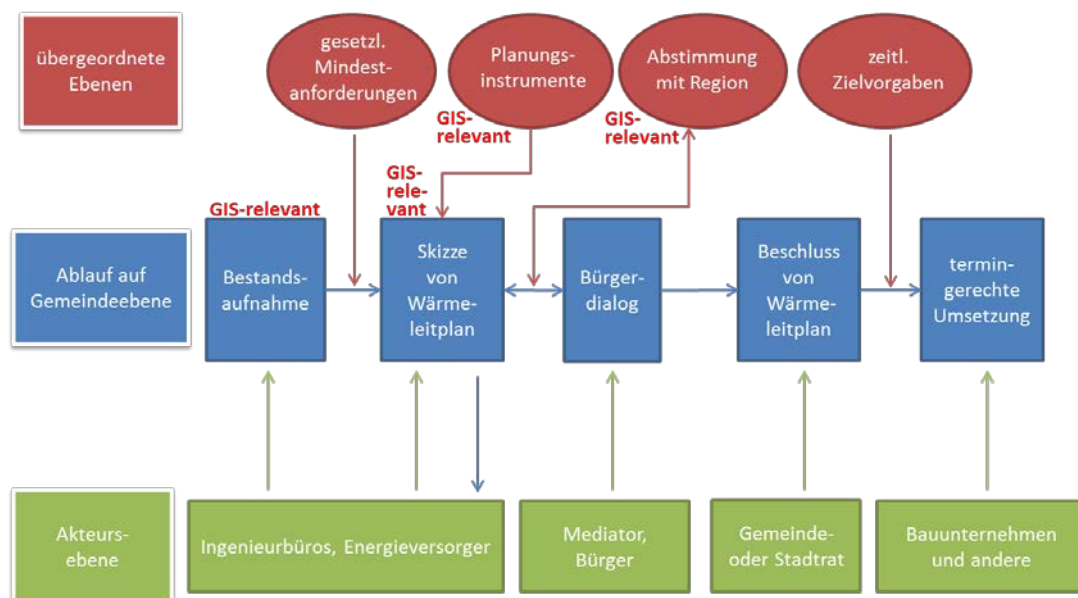 übergeordnete
Ebenen
gesetzl.
Mindest-
anforderungen
Planungs-
instrumente
Abstimmung
mit Region
zeitl.
Zielvorgaben
GIS-
relevant
GIS-
relevant
GIS-relevant
GIS-
rele-
vant
Ablauf auf
Gemeindeebene
Bestands-
aufnahme
Skizze
von
Wärme-
leitplan
Bürger-
dialog
Beschluss
von
Wärme-
leitplan
termin-
gerechte
Umsetzung
Akteurs-
ebene
Ingenieurbüros, Energieversorger
Mediator,
Bürger
Gemeinde-
oder Stadtrat
Bauunternehmen
und andere